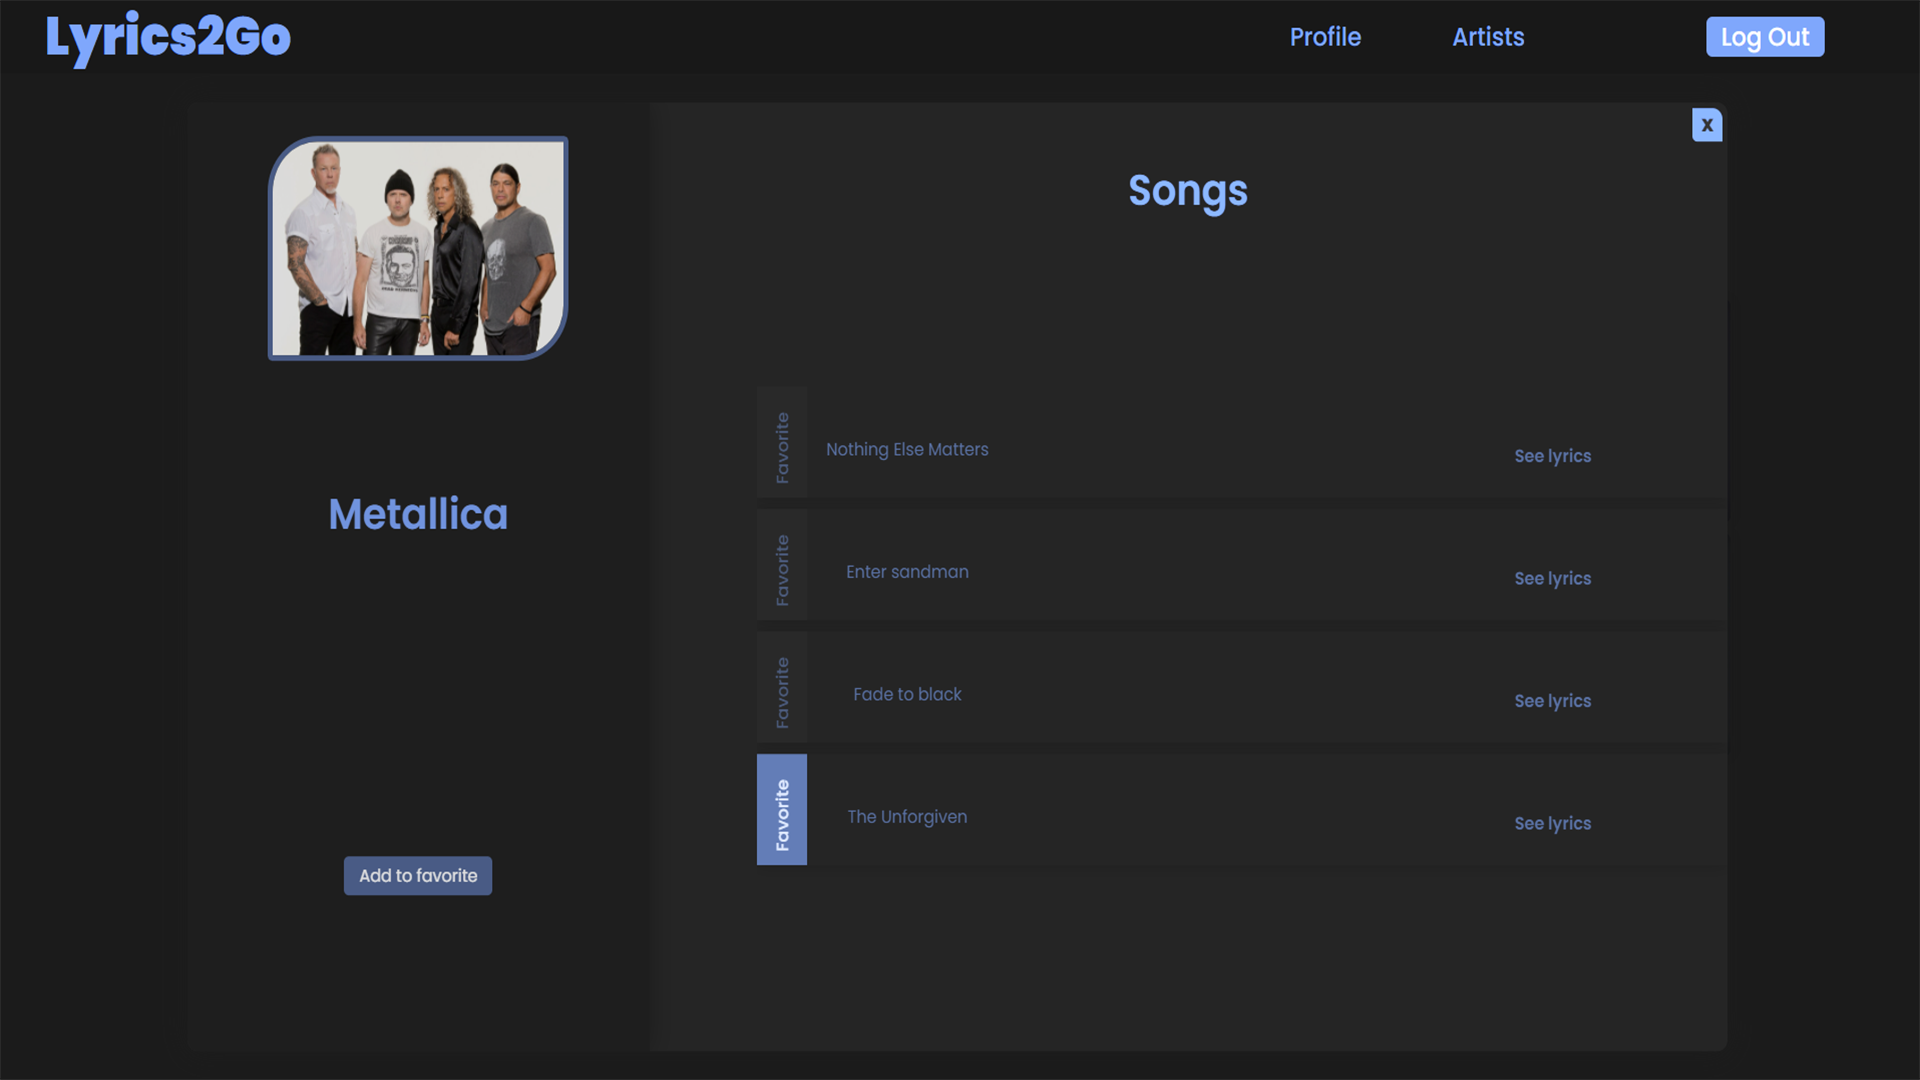 Lyrics2Go
Profile
Artists
Log Out
X
Songs
Metallica
Add to favorite
Favorite
Nothing Else Matters
See lyrics
Favorite
Enter sandman
See lyrics
Favorite
Fade to black
See lyrics
Favorite
The Unforgiven
See lyrics